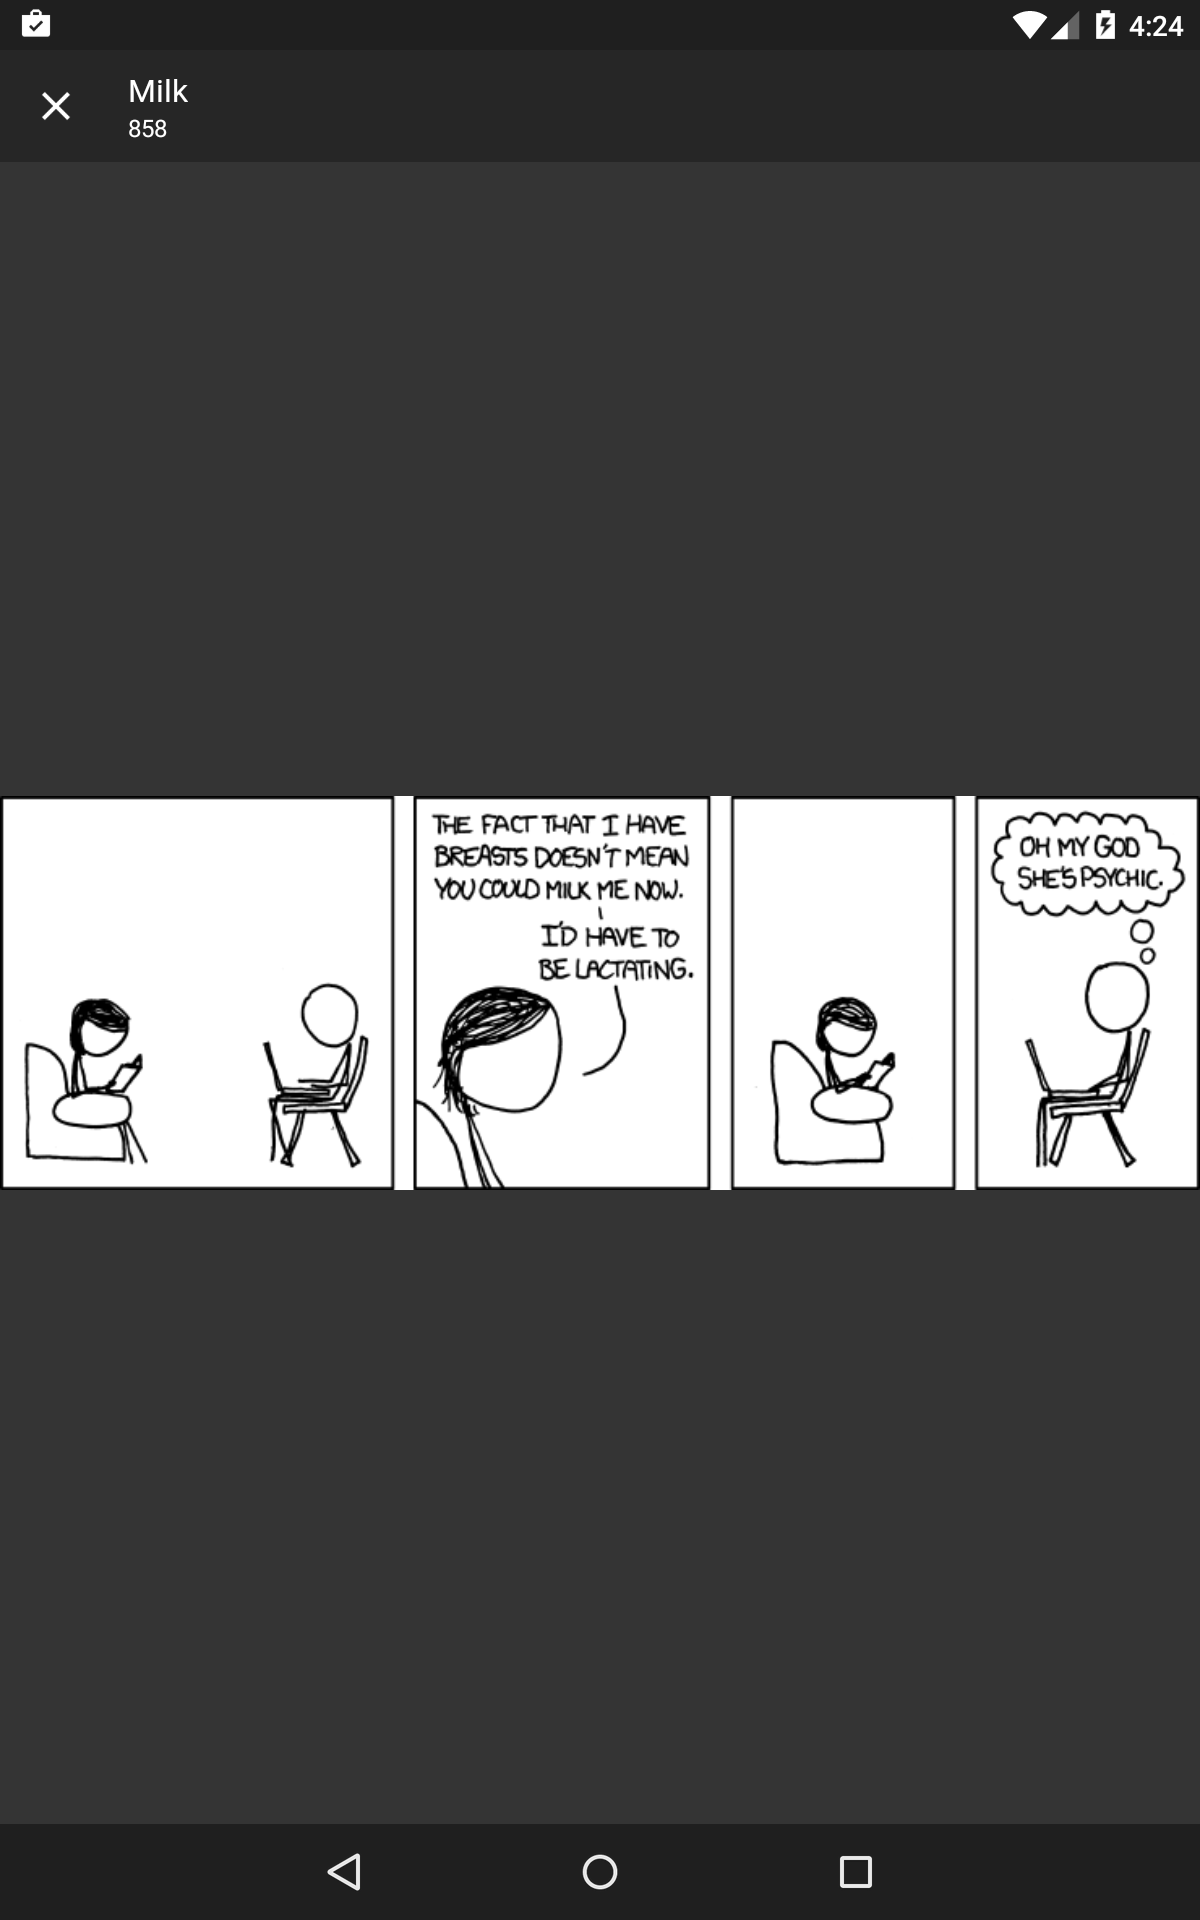 4:24
Milk
858
THE FACT THAT I HAVE
BREASTS DOESN'T MEAN
YOU COULD MILK ME NOW.
I'D HAVE TO
BE LACTATING.
OH MY GOD
SHE'S PSYCHIC.